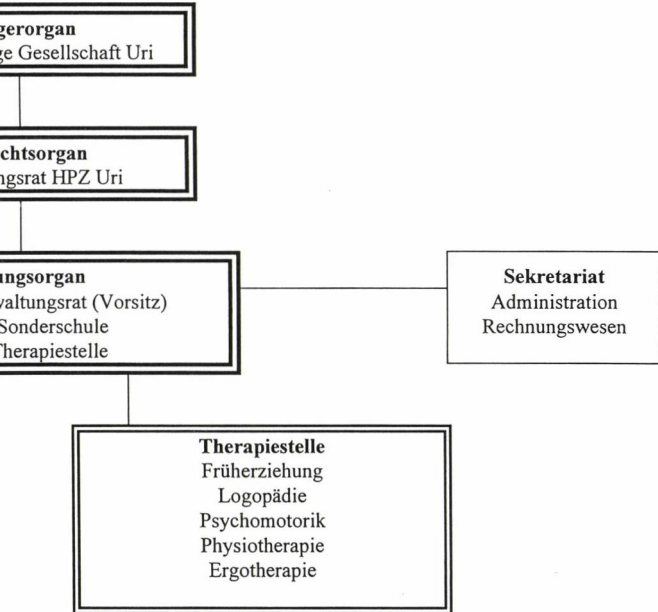 gerorgan
ge Gesellschaft Uri
chtsorgan
ngsrat HPZ Uri
ungsorgan
valtungsrat (Vorsitz)
Sonderschule
Therapiestelle
Sekretariat
Administration
Rechnungswesen
Therapiestelle
Früherziehung
Logopädie
Psychomotorik
Physiotherapie
Ergotherapie